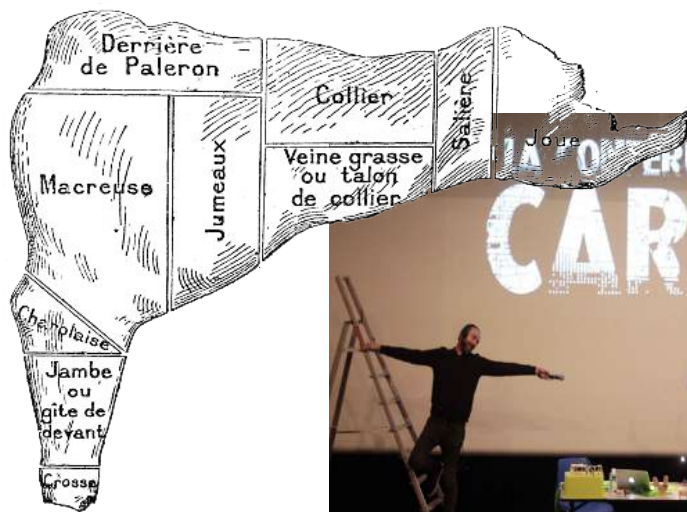 Derrière
de Paleron
Collier
Salière
Joue
Macreuse
Jumeaux
Veine grasse
ou talon
de collier
CAR
Charolaise
Jambe
ou
gîte de
devant
Crosse